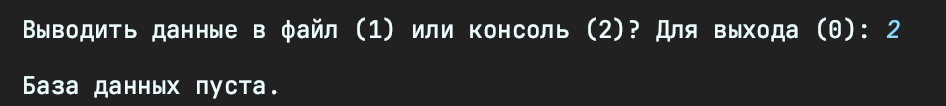 Выводить данные в файл (1) или консоль (2)? Для выхода (0): 2
База данных пуста.